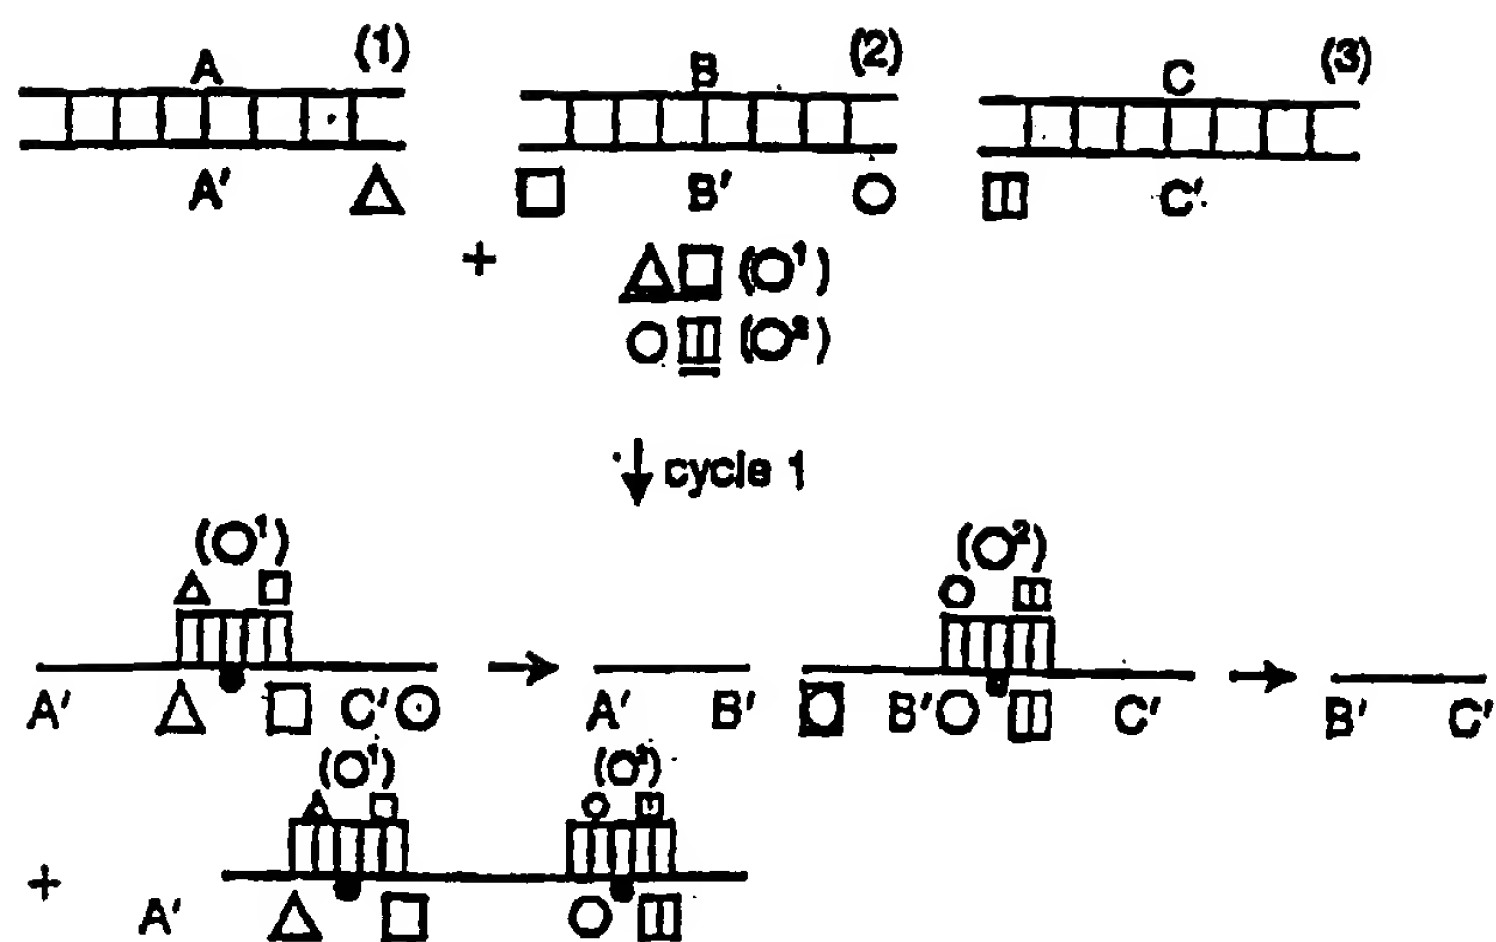 A (1) B (2) C (3)
A′ B′ C′
+ (O¹)
(O²)
cycle 1
(O¹) (O²)
A′ C′ A′ B′ B′ C′ B′ C′
(O¹) (O²)
+ A′